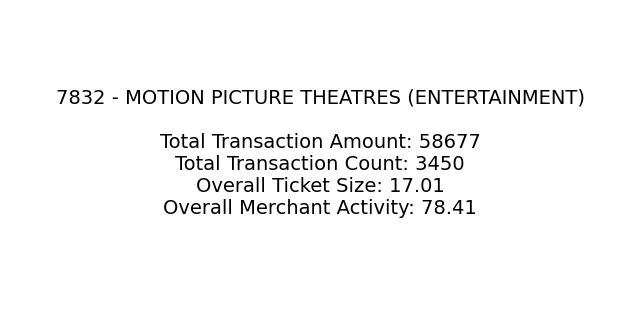 7832 - MOTION PICTURE THEATRES (ENTERTAINMENT)
Total Transaction Amount: 58677
Total Transaction Count: 3450
Overall Ticket Size: 17.01
Overall Merchant Activity: 78.41